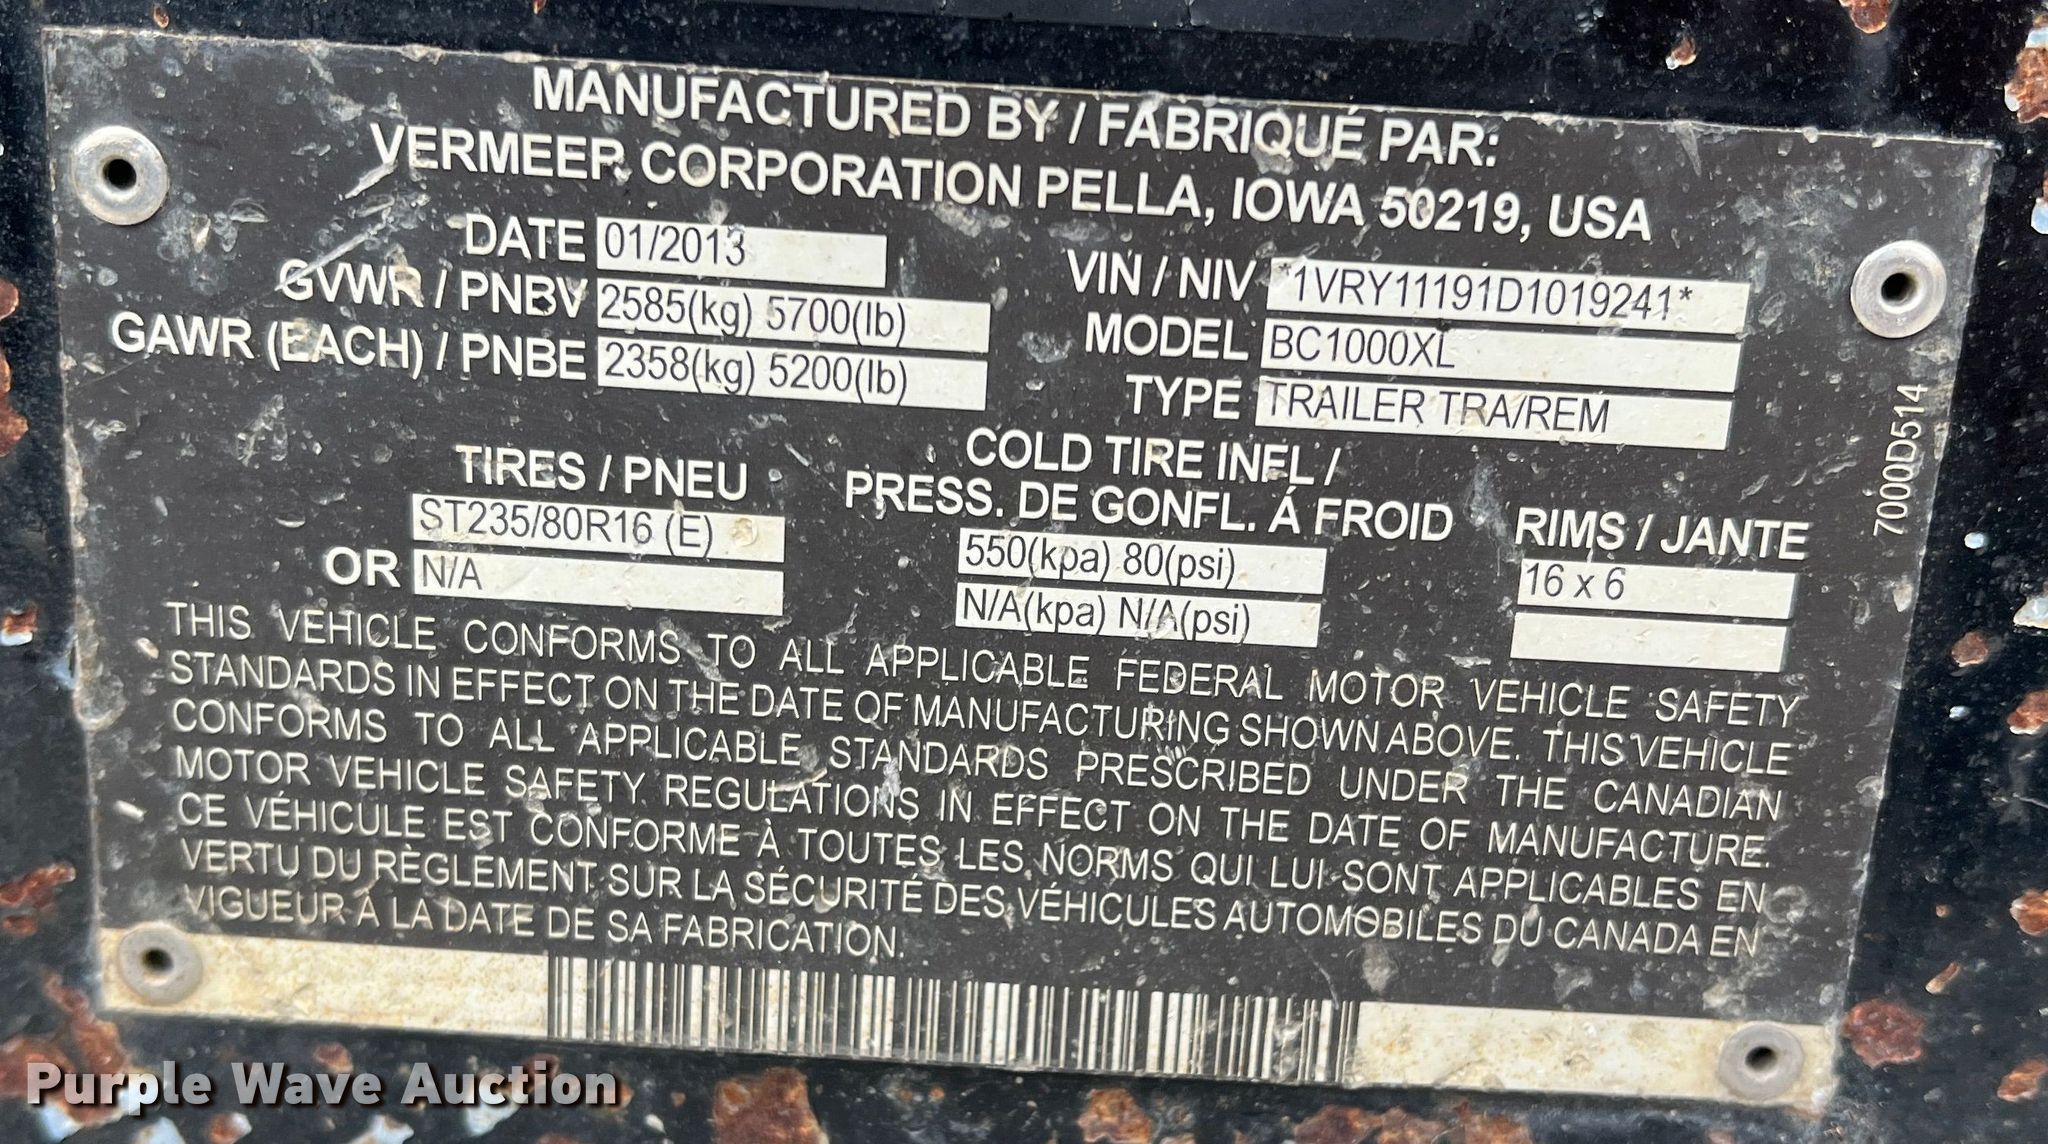 MANUFACTURED BY / FABRIQUÉ PAR:
VERMEER CORPORATION PELLA, IOWA 50219, USA
DATE 01/2013
GVWR / PNBV 2585(kg) 5700(lb)
GAWR (EACH) / PNBE 2358(kg) 5200(lb)
VIN / NIV *1VRY11191D1019241*
MODEL BC1000XL
TYPE TRAILER TRA/REM
TIRES / PNEU
ST235/80R16 (E)
OR N/A
COLD TIRE INFL /
PRESS. DE GONFL. Á FROID
550(kpa) 80(psi)
N/A(kpa) N/A(psi)
RIMS / JANTE
16 x 6
7000D514
THIS VEHICLE CONFORMS TO ALL APPLICABLE FEDERAL MOTOR VEHICLE SAFETY
STANDARDS IN EFFECT ON THE DATE OF MANUFACTURING SHOWN ABOVE. THIS VEHICLE
CONFORMS TO ALL APPLICABLE STANDARDS PRESCRIBED UNDER THE CANADIAN
MOTOR VEHICLE SAFETY REGULATIONS IN EFFECT ON THE DATE OF MANUFACTURE.
CE VÉHICULE EST CONFORME À TOUTES LES NORMS QUI LUI SONT APPLICABLES EN
VERTU DU RÈGLEMENT SUR LA SÉCURITÉ DES VÉHICULES AUTOMOBILES DU CANADA EN
VIGUEUR Á LA DATE DE SA FABRICATION.
Purple Wave Auction